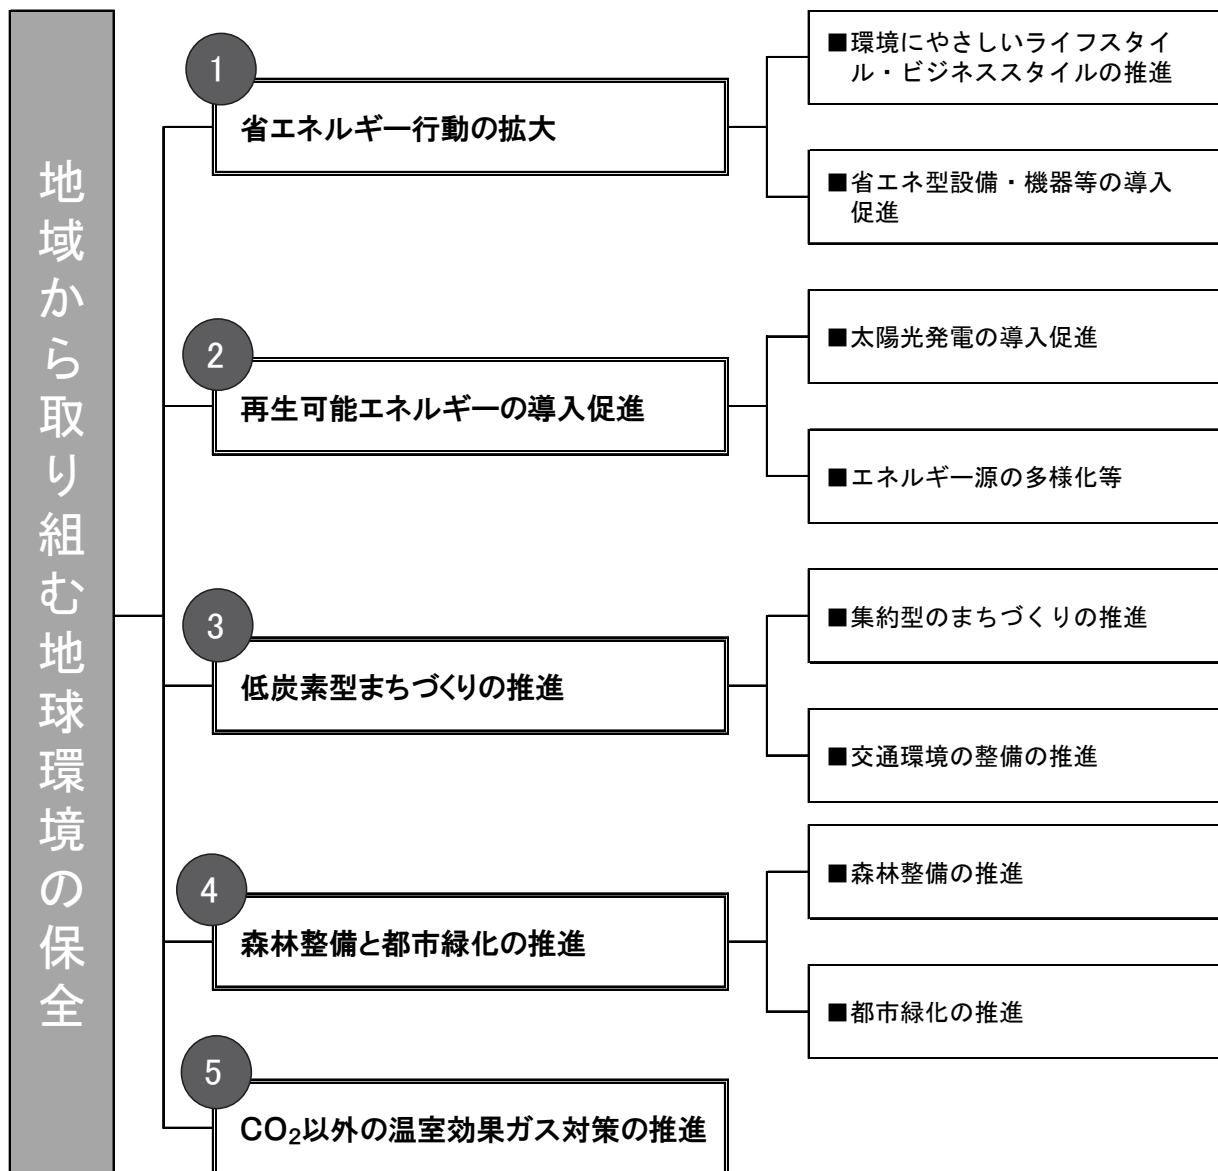 地域から取り組む地球環境の保全
1
省エネルギー行動の拡大
■環境にやさしいライフスタイ
ル・ビジネススタイルの推進
■省エネ型設備・機器等の導入
促進
2
再生可能エネルギーの導入促進
■太陽光発電の導入促進
■エネルギー源の多様化等
3
低炭素型まちづくりの推進
■集約型のまちづくりの推進
■交通環境の整備の推進
4
森林整備と都市緑化の推進
■森林整備の推進
■都市緑化の推進
5
CO₂以外の温室効果ガス対策の推進